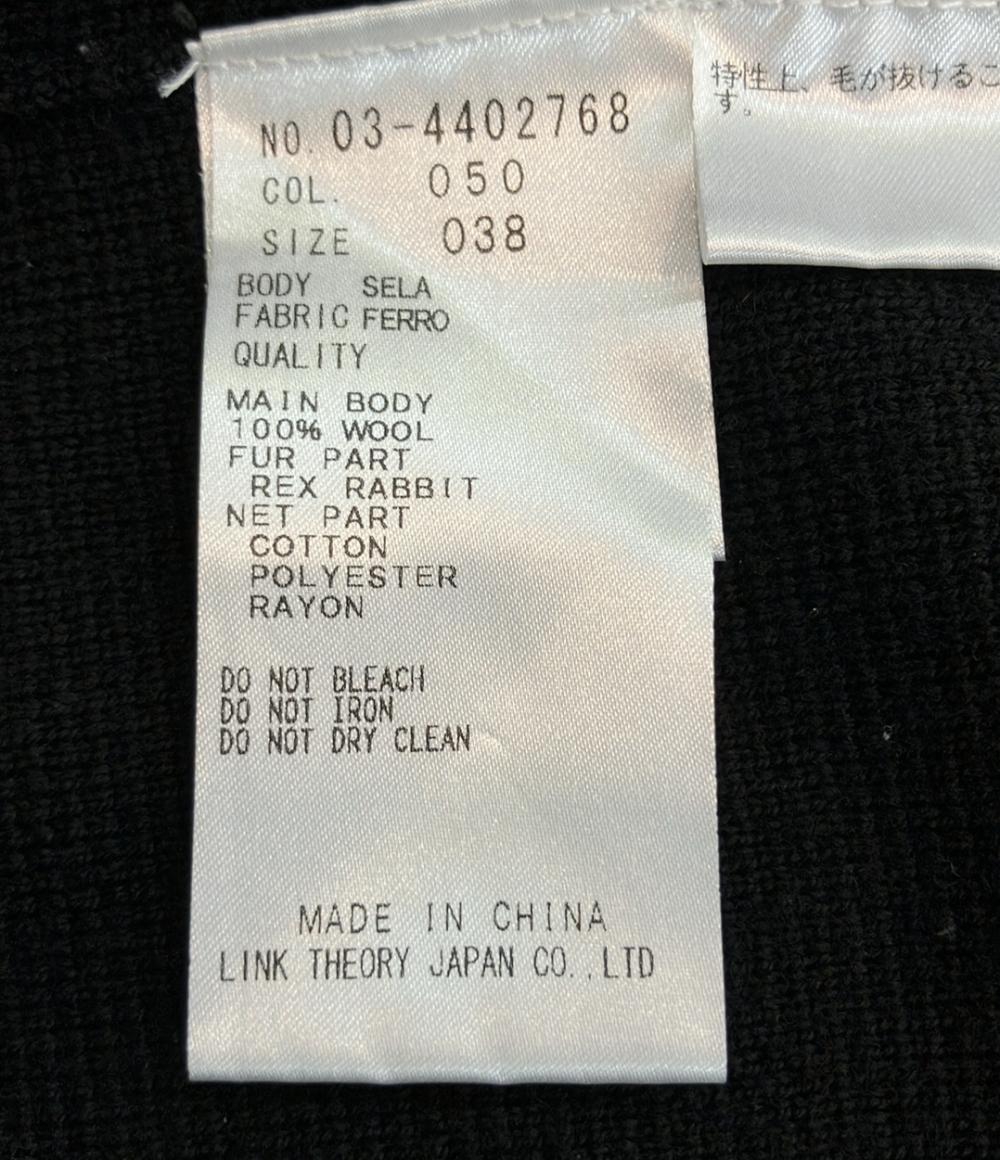 NO. 03-4402768
COL. 050
SIZE 038
BODY SELA
FABRIC FERRO
QUALITY
MAIN BODY
100% WOOL
FUR PART
REX RABBIT
NET PART
COTTON
POLYESTER
RAYON
DO NOT BLEACH
DO NOT IRON
DO NOT DRY CLEAN
MADE IN CHINA
LINK THEORY JAPAN CO.,LTD
特性上、毛が抜けるこ
す。